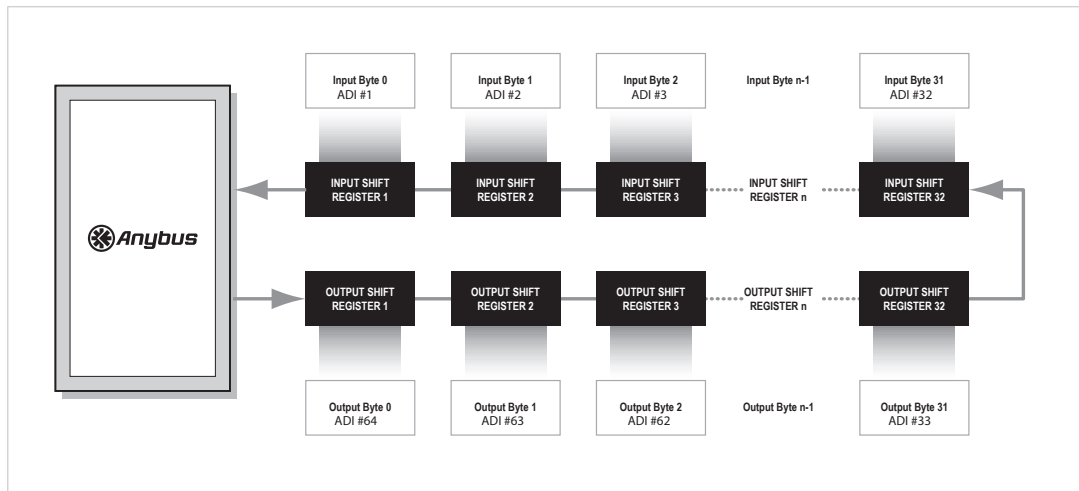 Input Byte 0
ADI #1
Input Byte 1
ADI #2
Input Byte 2
ADI #3
Input Byte n-1
Input Byte 31
ADI #32
INPUT SHIFT
REGISTER 1
INPUT SHIFT
REGISTER 2
INPUT SHIFT
REGISTER 3
INPUT SHIFT
REGISTER n
INPUT SHIFT
REGISTER 32
Anybus
OUTPUT SHIFT
REGISTER 1
OUTPUT SHIFT
REGISTER 2
OUTPUT SHIFT
REGISTER 3
OUTPUT SHIFT
REGISTER n
OUTPUT SHIFT
REGISTER 32
Output Byte 0
ADI #64
Output Byte 1
ADI #63
Output Byte 2
ADI #62
Output Byte n-1
Output Byte 31
ADI #33